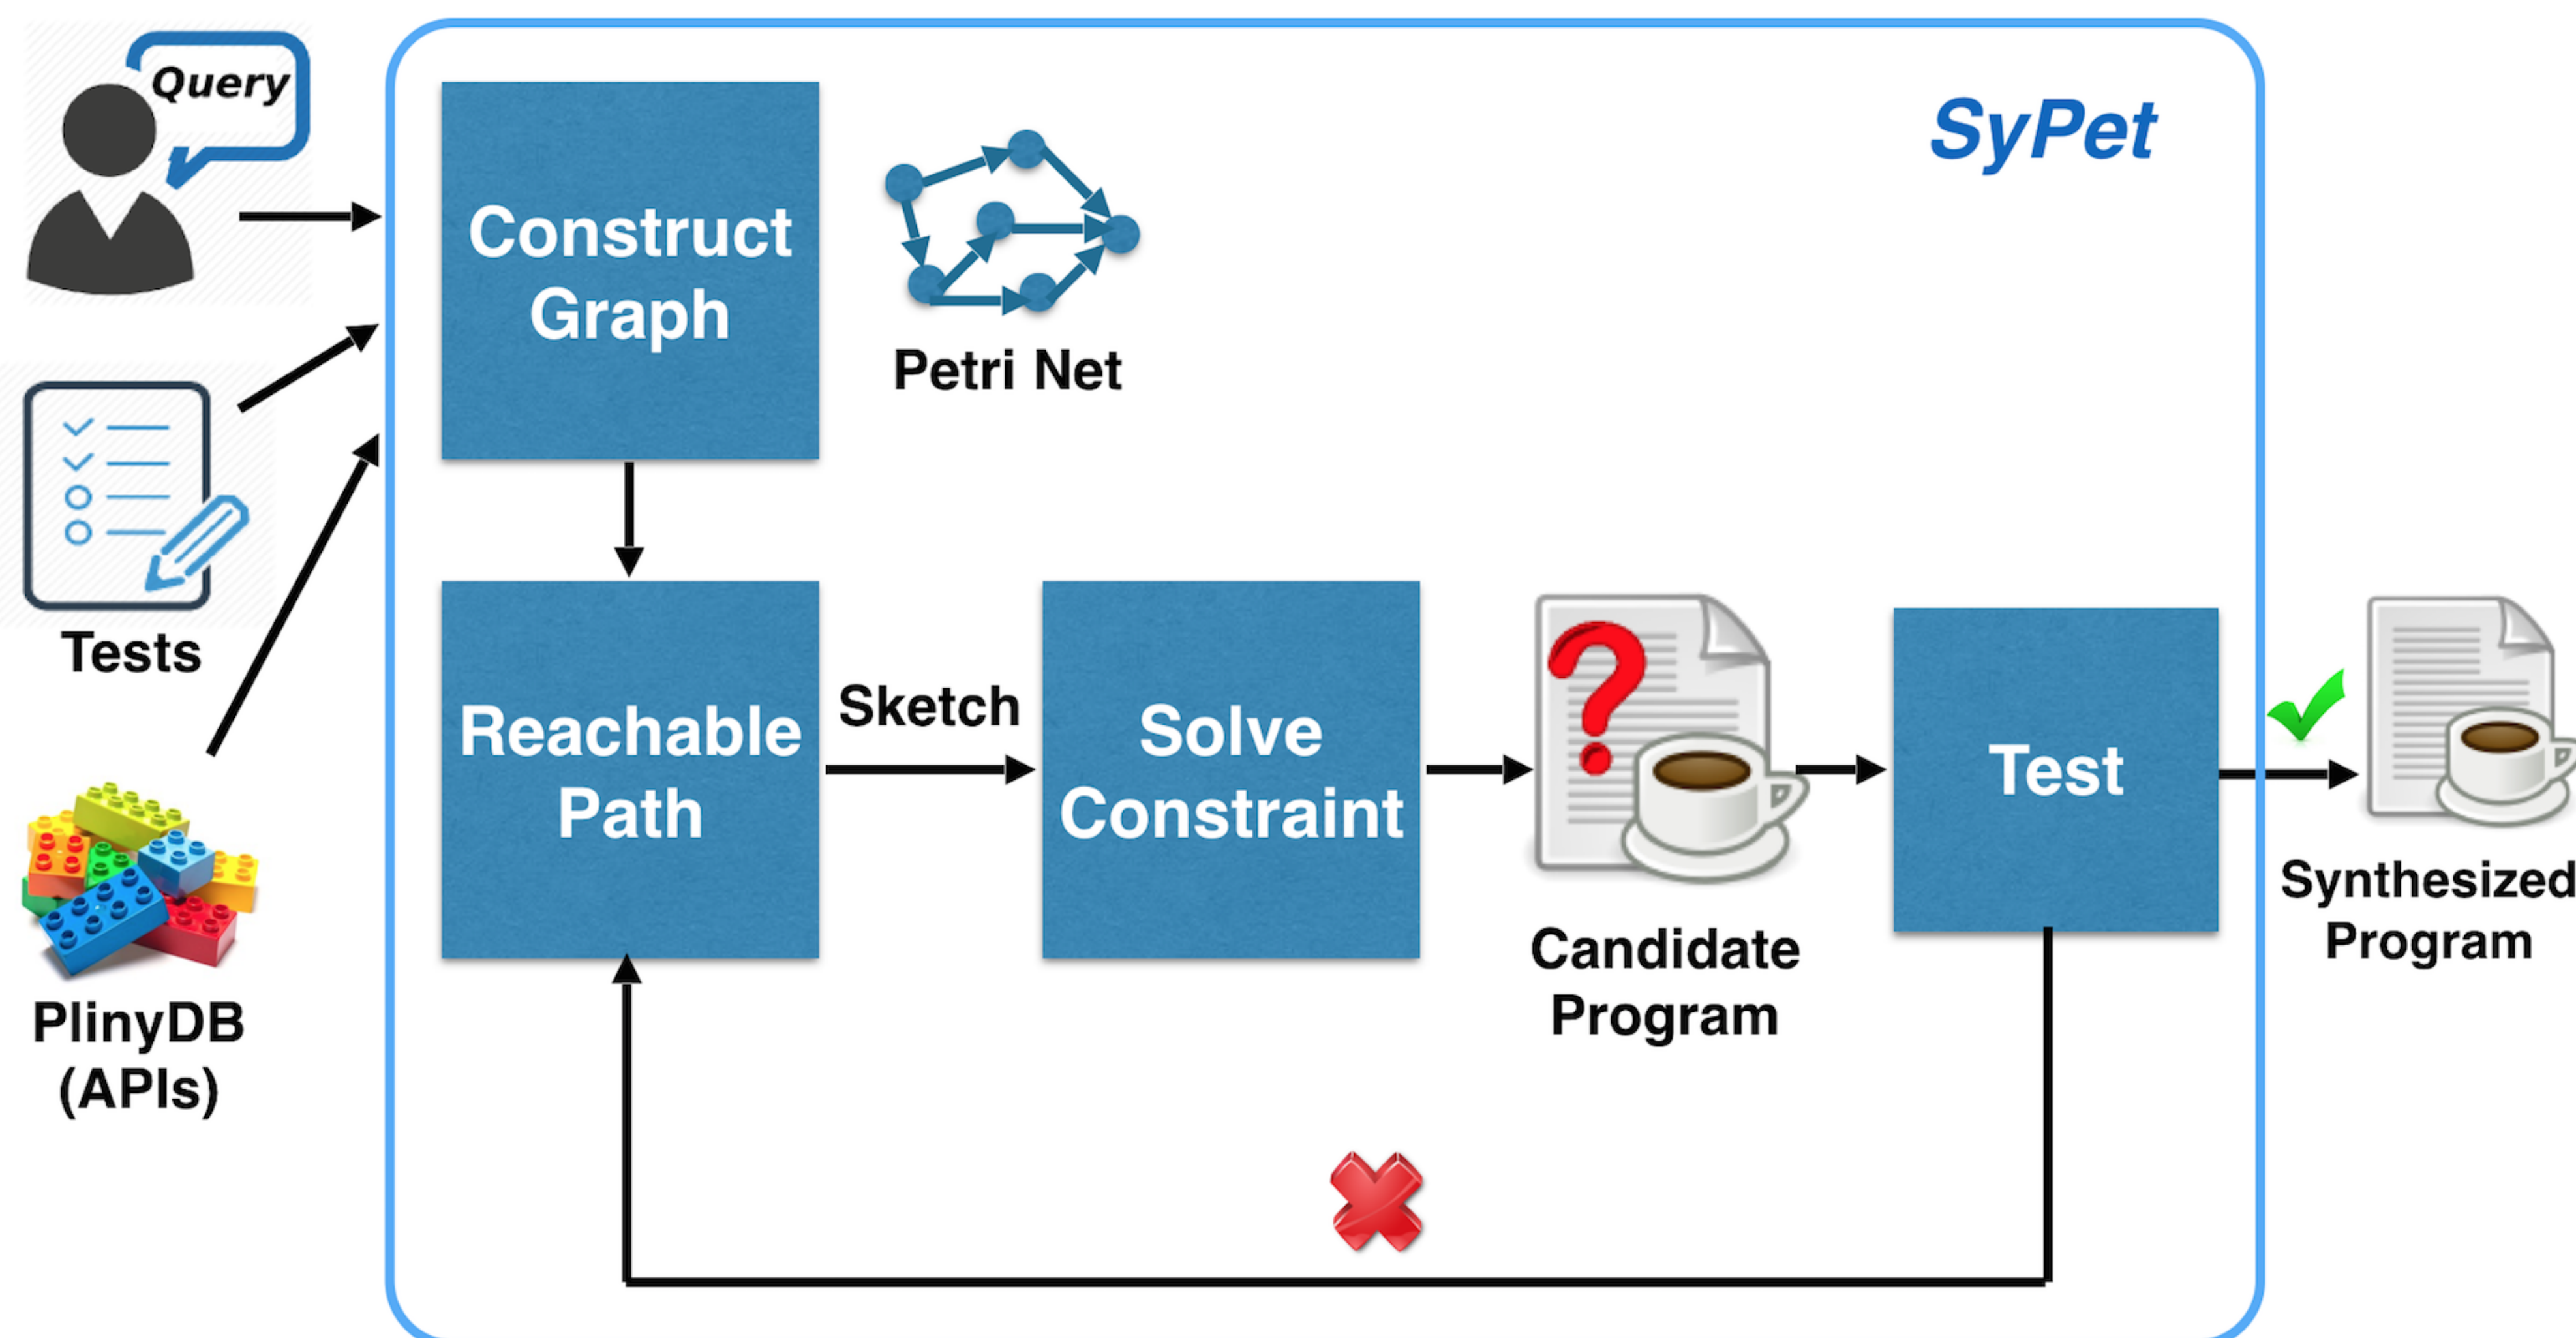 Query
Tests
PlinyDB
(APIs)
SyPet
Construct
Graph
Petri Net
Reachable
Path
Sketch
Solve
Constraint
Candidate
Program
Test
Synthesized
Program